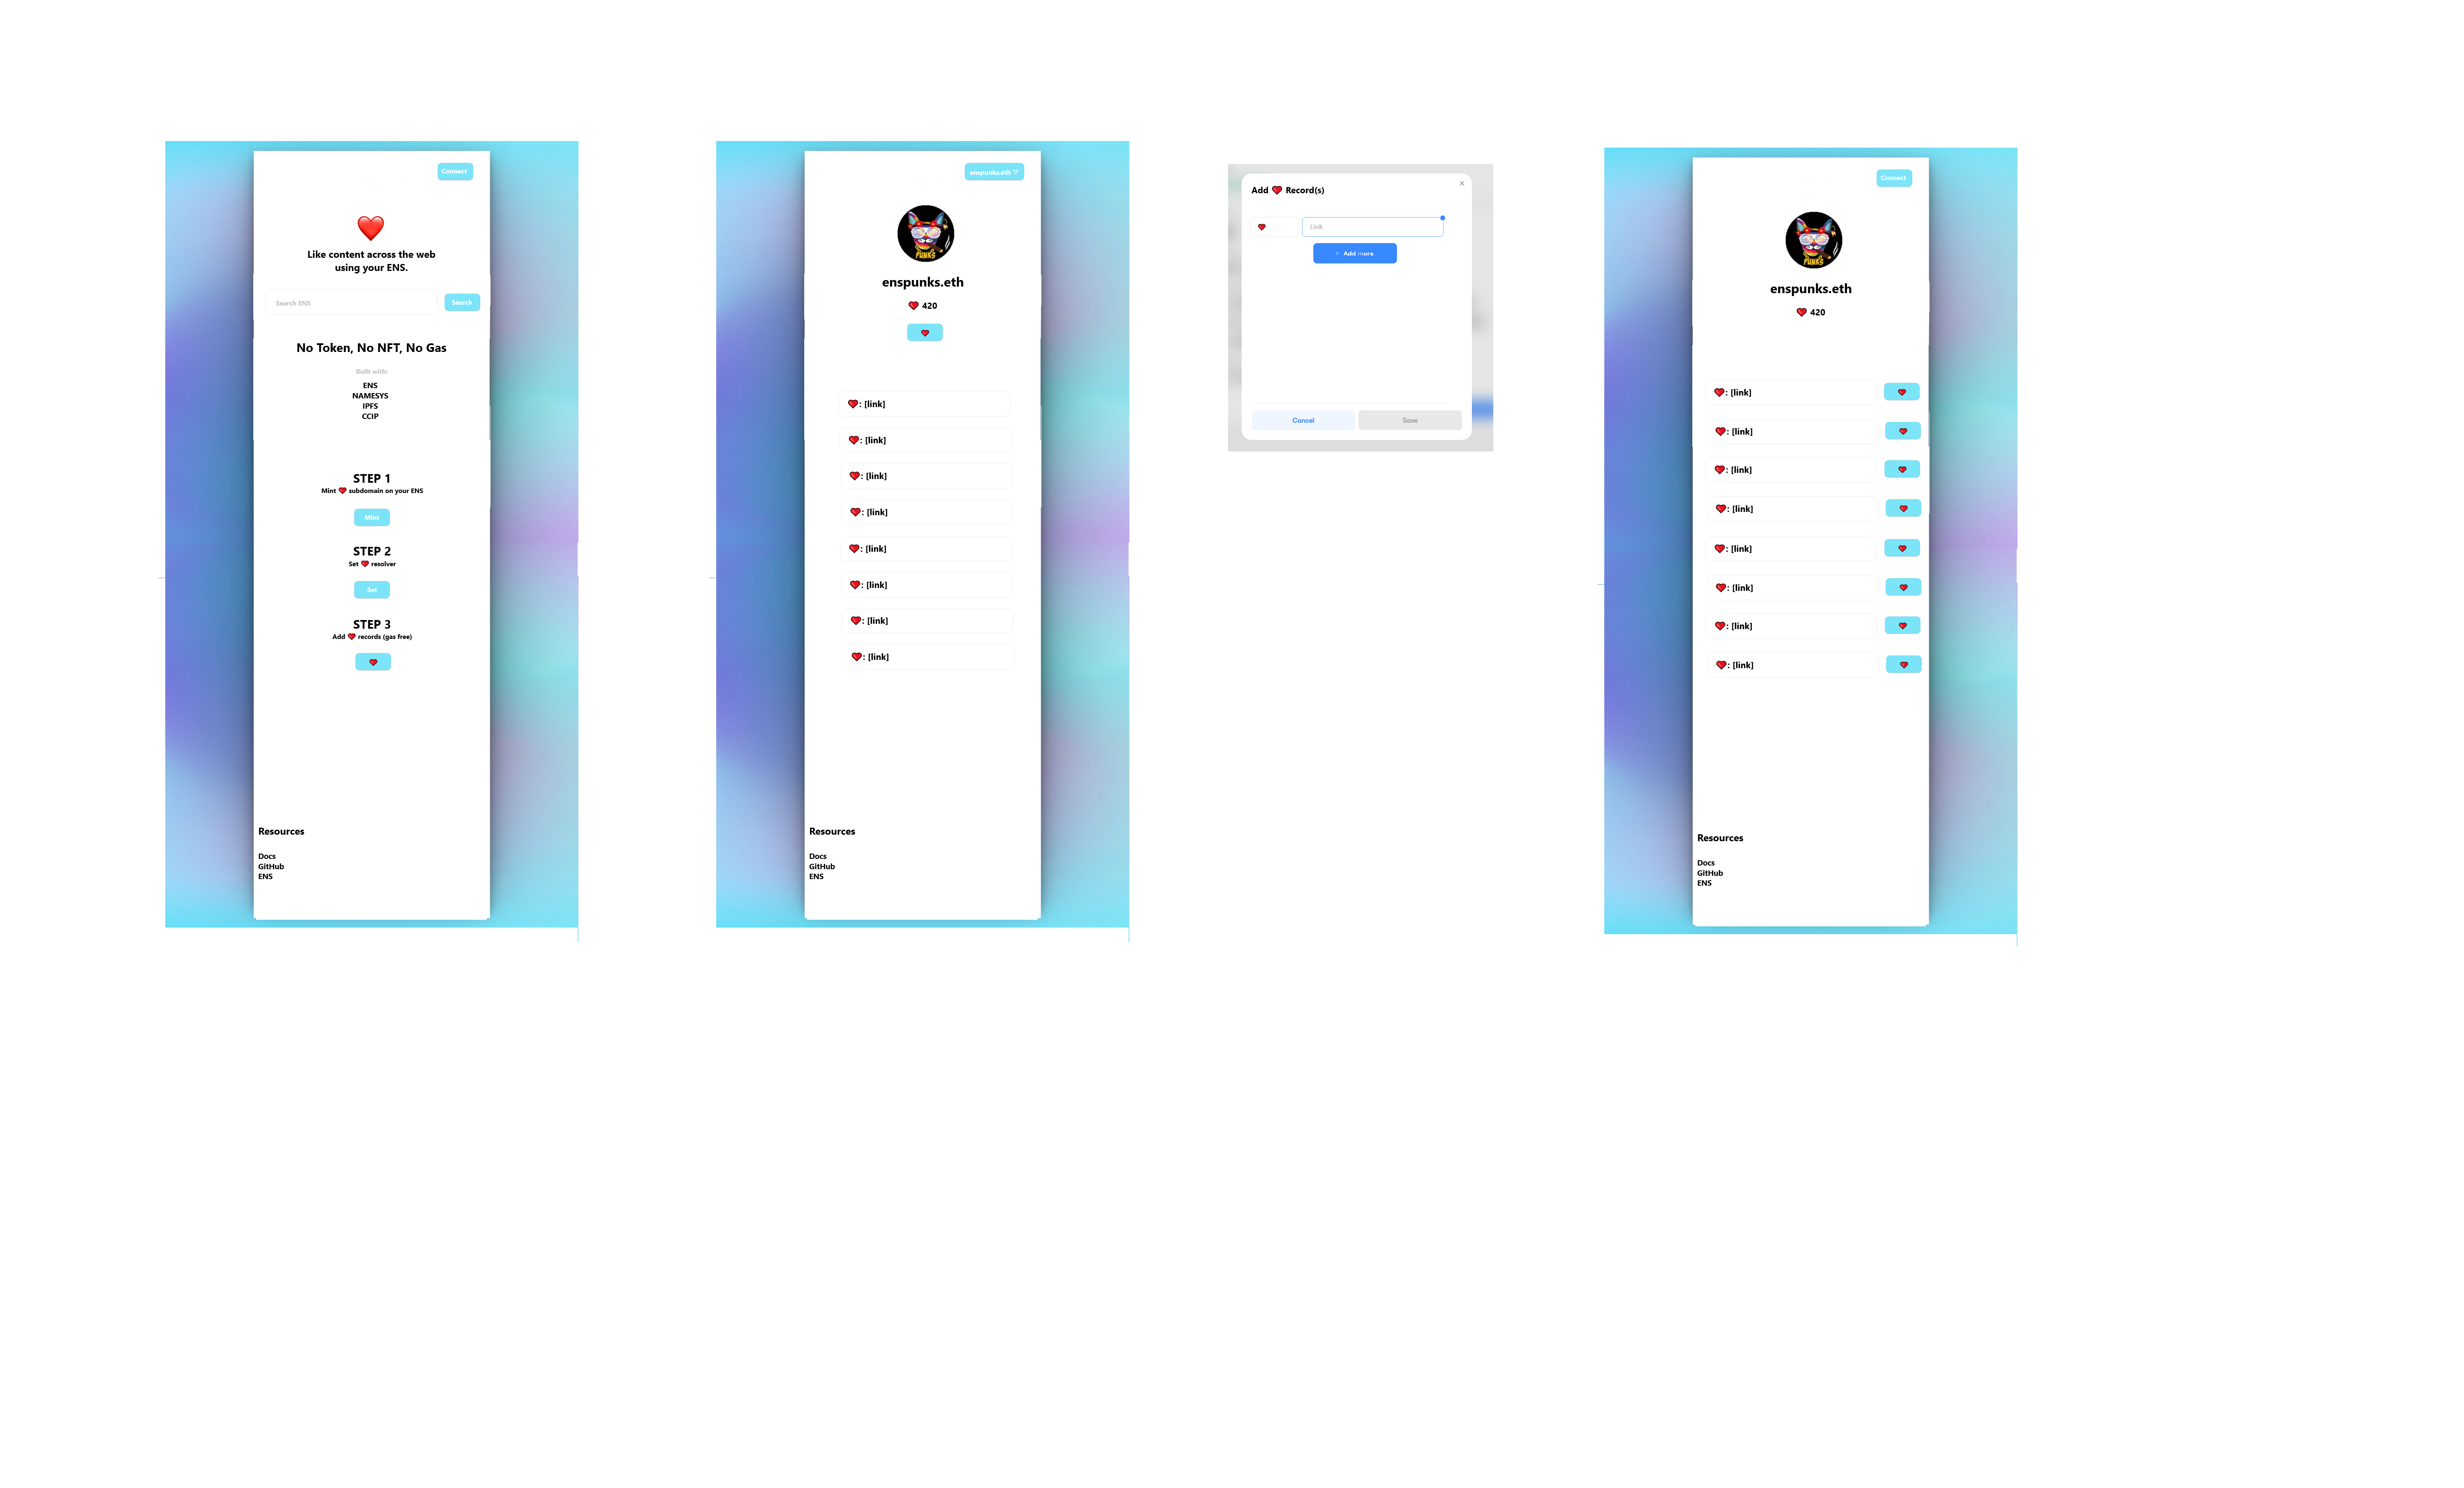 Connect
Like content across the web
using your ENS.
Search ENS
Search
No Token, No NFT, No Gas
Built with:
ENS
NAMESYS
IPFS
CCIP
STEP 1
Mint ❤️ subdomain on your ENS
Mint
STEP 2
Set ❤️ resolver
Set
STEP 3
Add ❤️ records (gas free)
Resources
Docs
GitHub
ENS
enspunks.eth
PUNKS
enspunks.eth
❤️ 420
❤️: [link]
❤️: [link]
❤️: [link]
❤️: [link]
❤️: [link]
❤️: [link]
❤️: [link]
❤️: [link]
Resources
Docs
GitHub
ENS
Add ❤️ Record(s)
Link
+ Add more
Cancel
Save
Connect
PUNKS
enspunks.eth
❤️ 420
❤️: [link]
❤️: [link]
❤️: [link]
❤️: [link]
❤️: [link]
❤️: [link]
❤️: [link]
❤️: [link]
Resources
Docs
GitHub
ENS